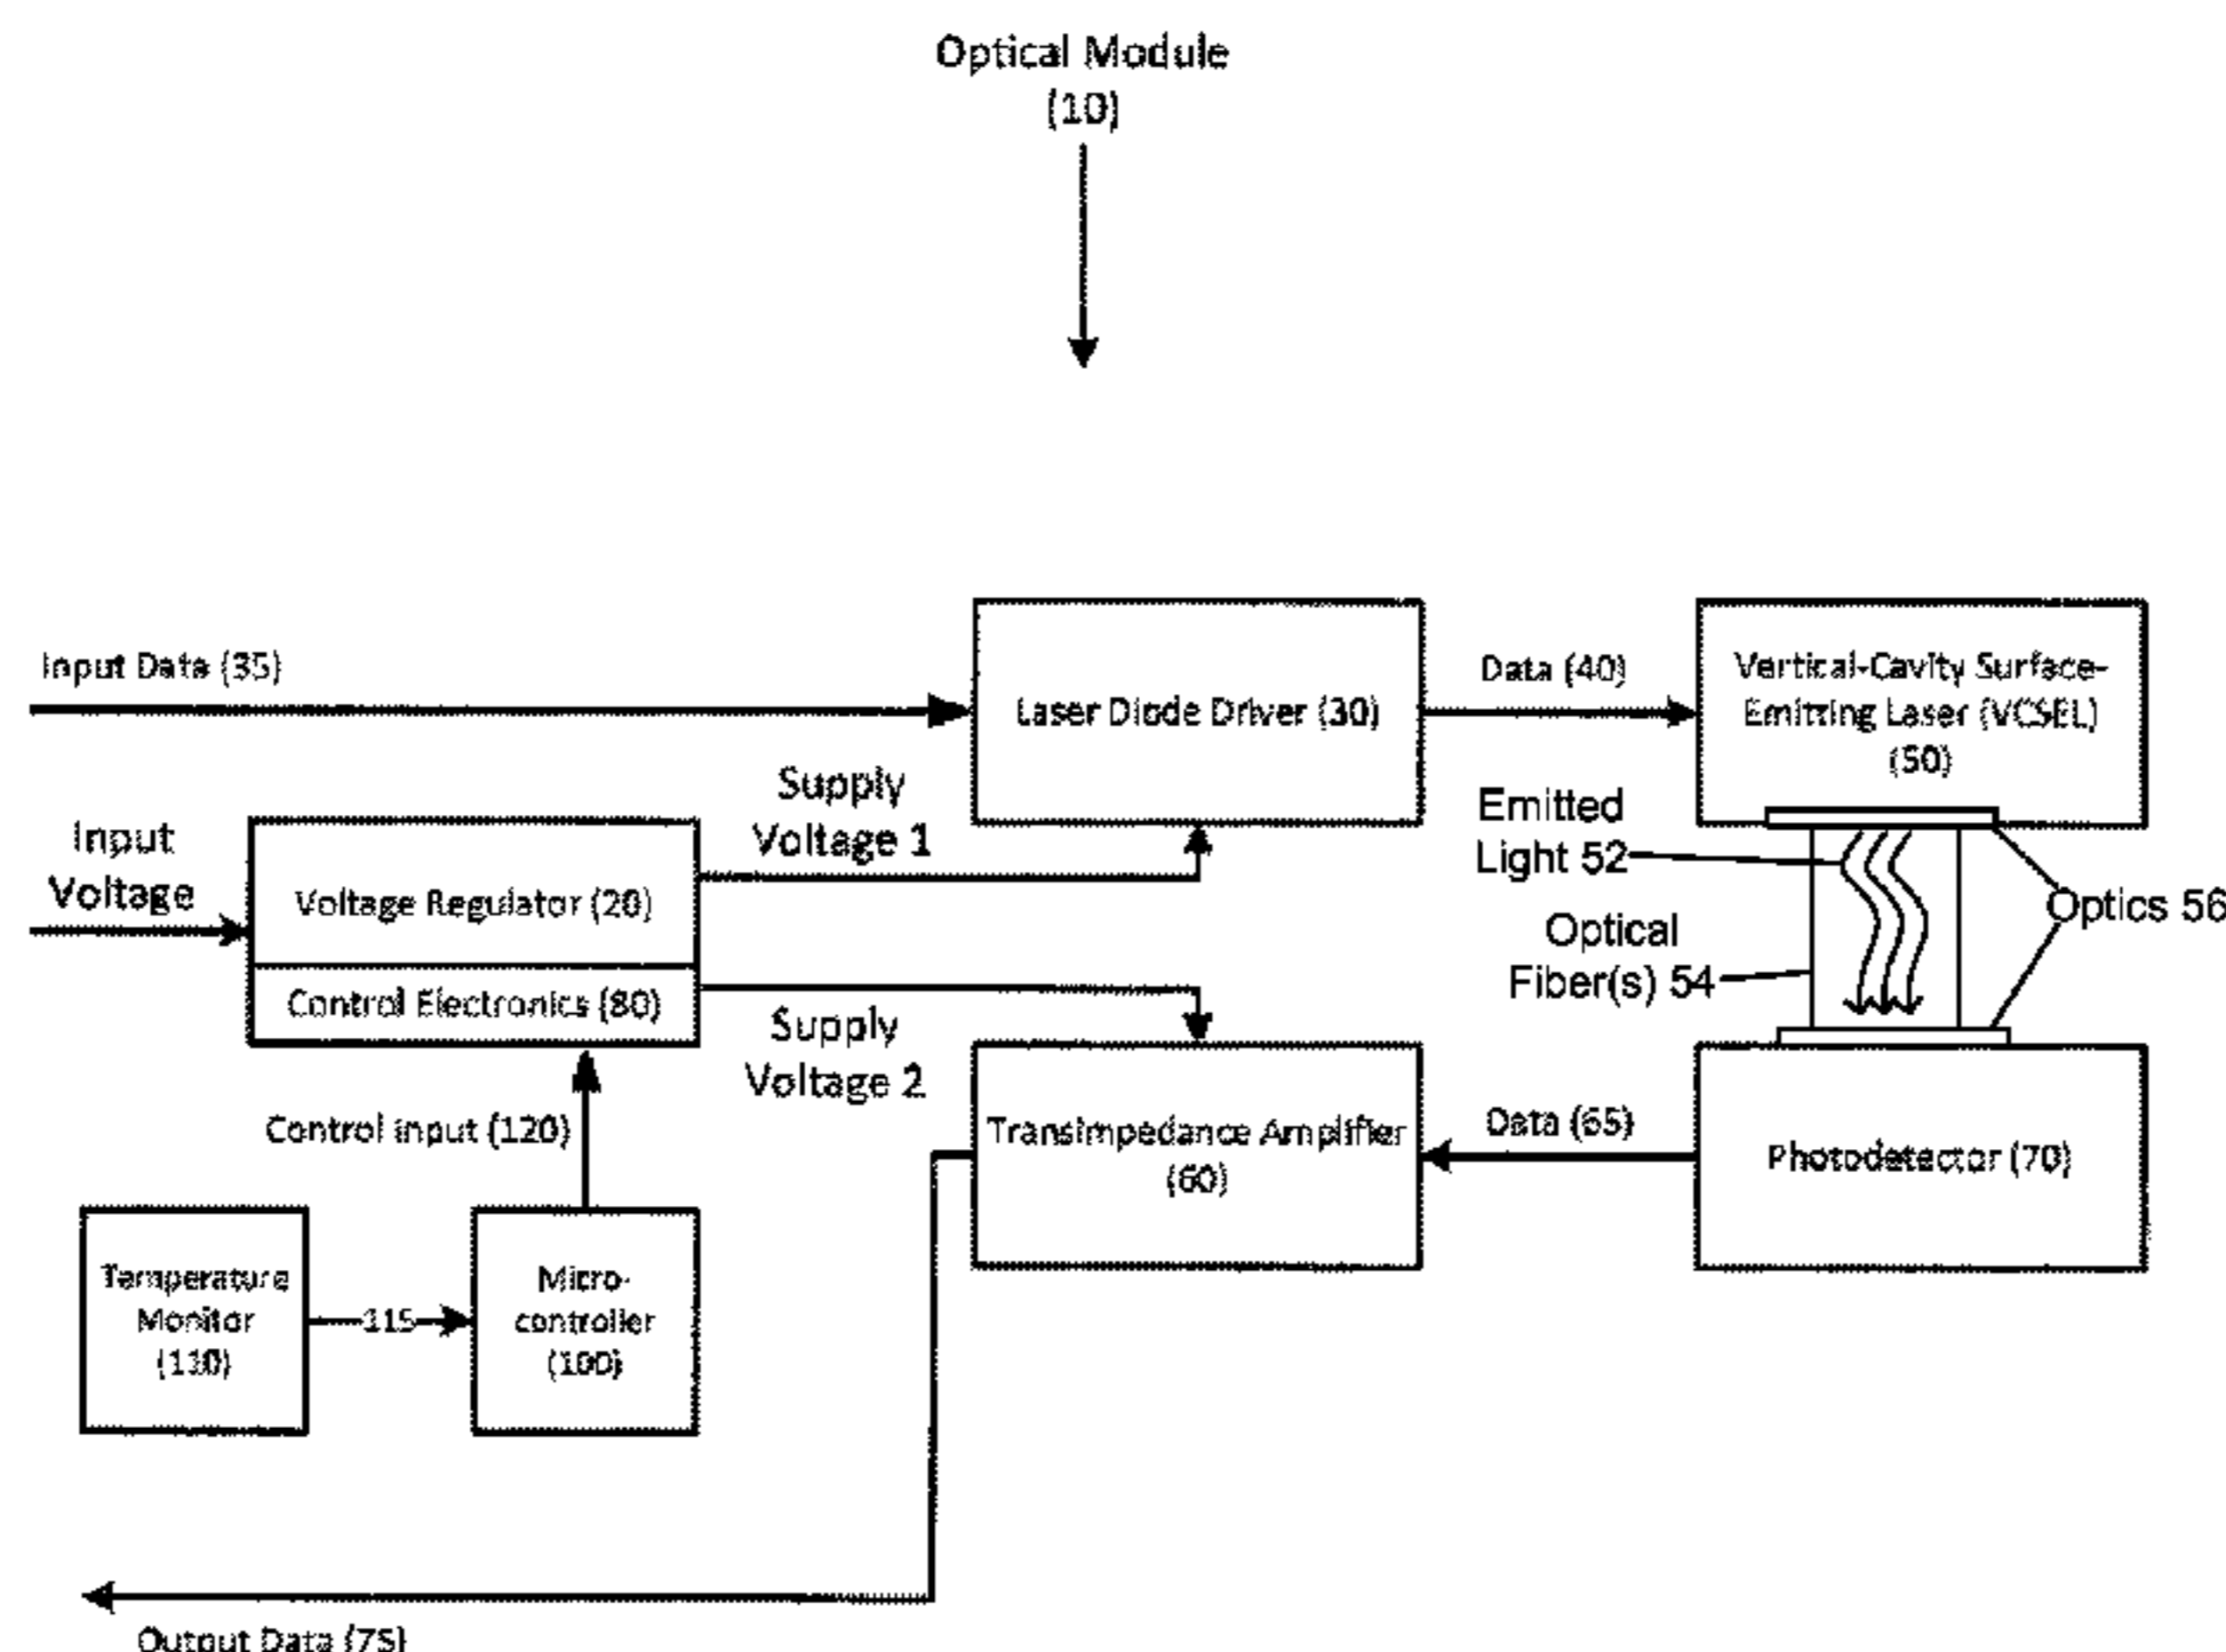 Optical Module
(10)
Input Data (35)
Laser Diode Driver (30)
Data (40)
Vertical-Cavity Surface-
Emitting Laser (VCSEL)
(50)
Supply
Voltage 1
Input
Voltage
Voltage Regulator (20)
Control Electronics (80)
Emitted
Light 52
Optical
Fiber(s) 54
Optics 56
Supply
Voltage 2
Control input (120)
Transimpedance Amplifier
(60)
Data (65)
Photodetector (70)
Temperature
Monitor
(110)
115
Micro-
controller
(100)
Output Data (75)